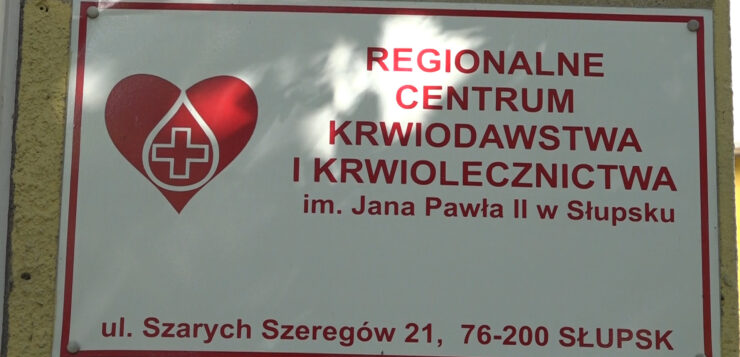 REGIONALNE
CENTRUM
KRWIODAWSTWA
I KRWIOLECZNICTWA
im. Jana Pawła II w Słupsku
ul. Szarych Szeregów 21, 76-200 SŁUPSK